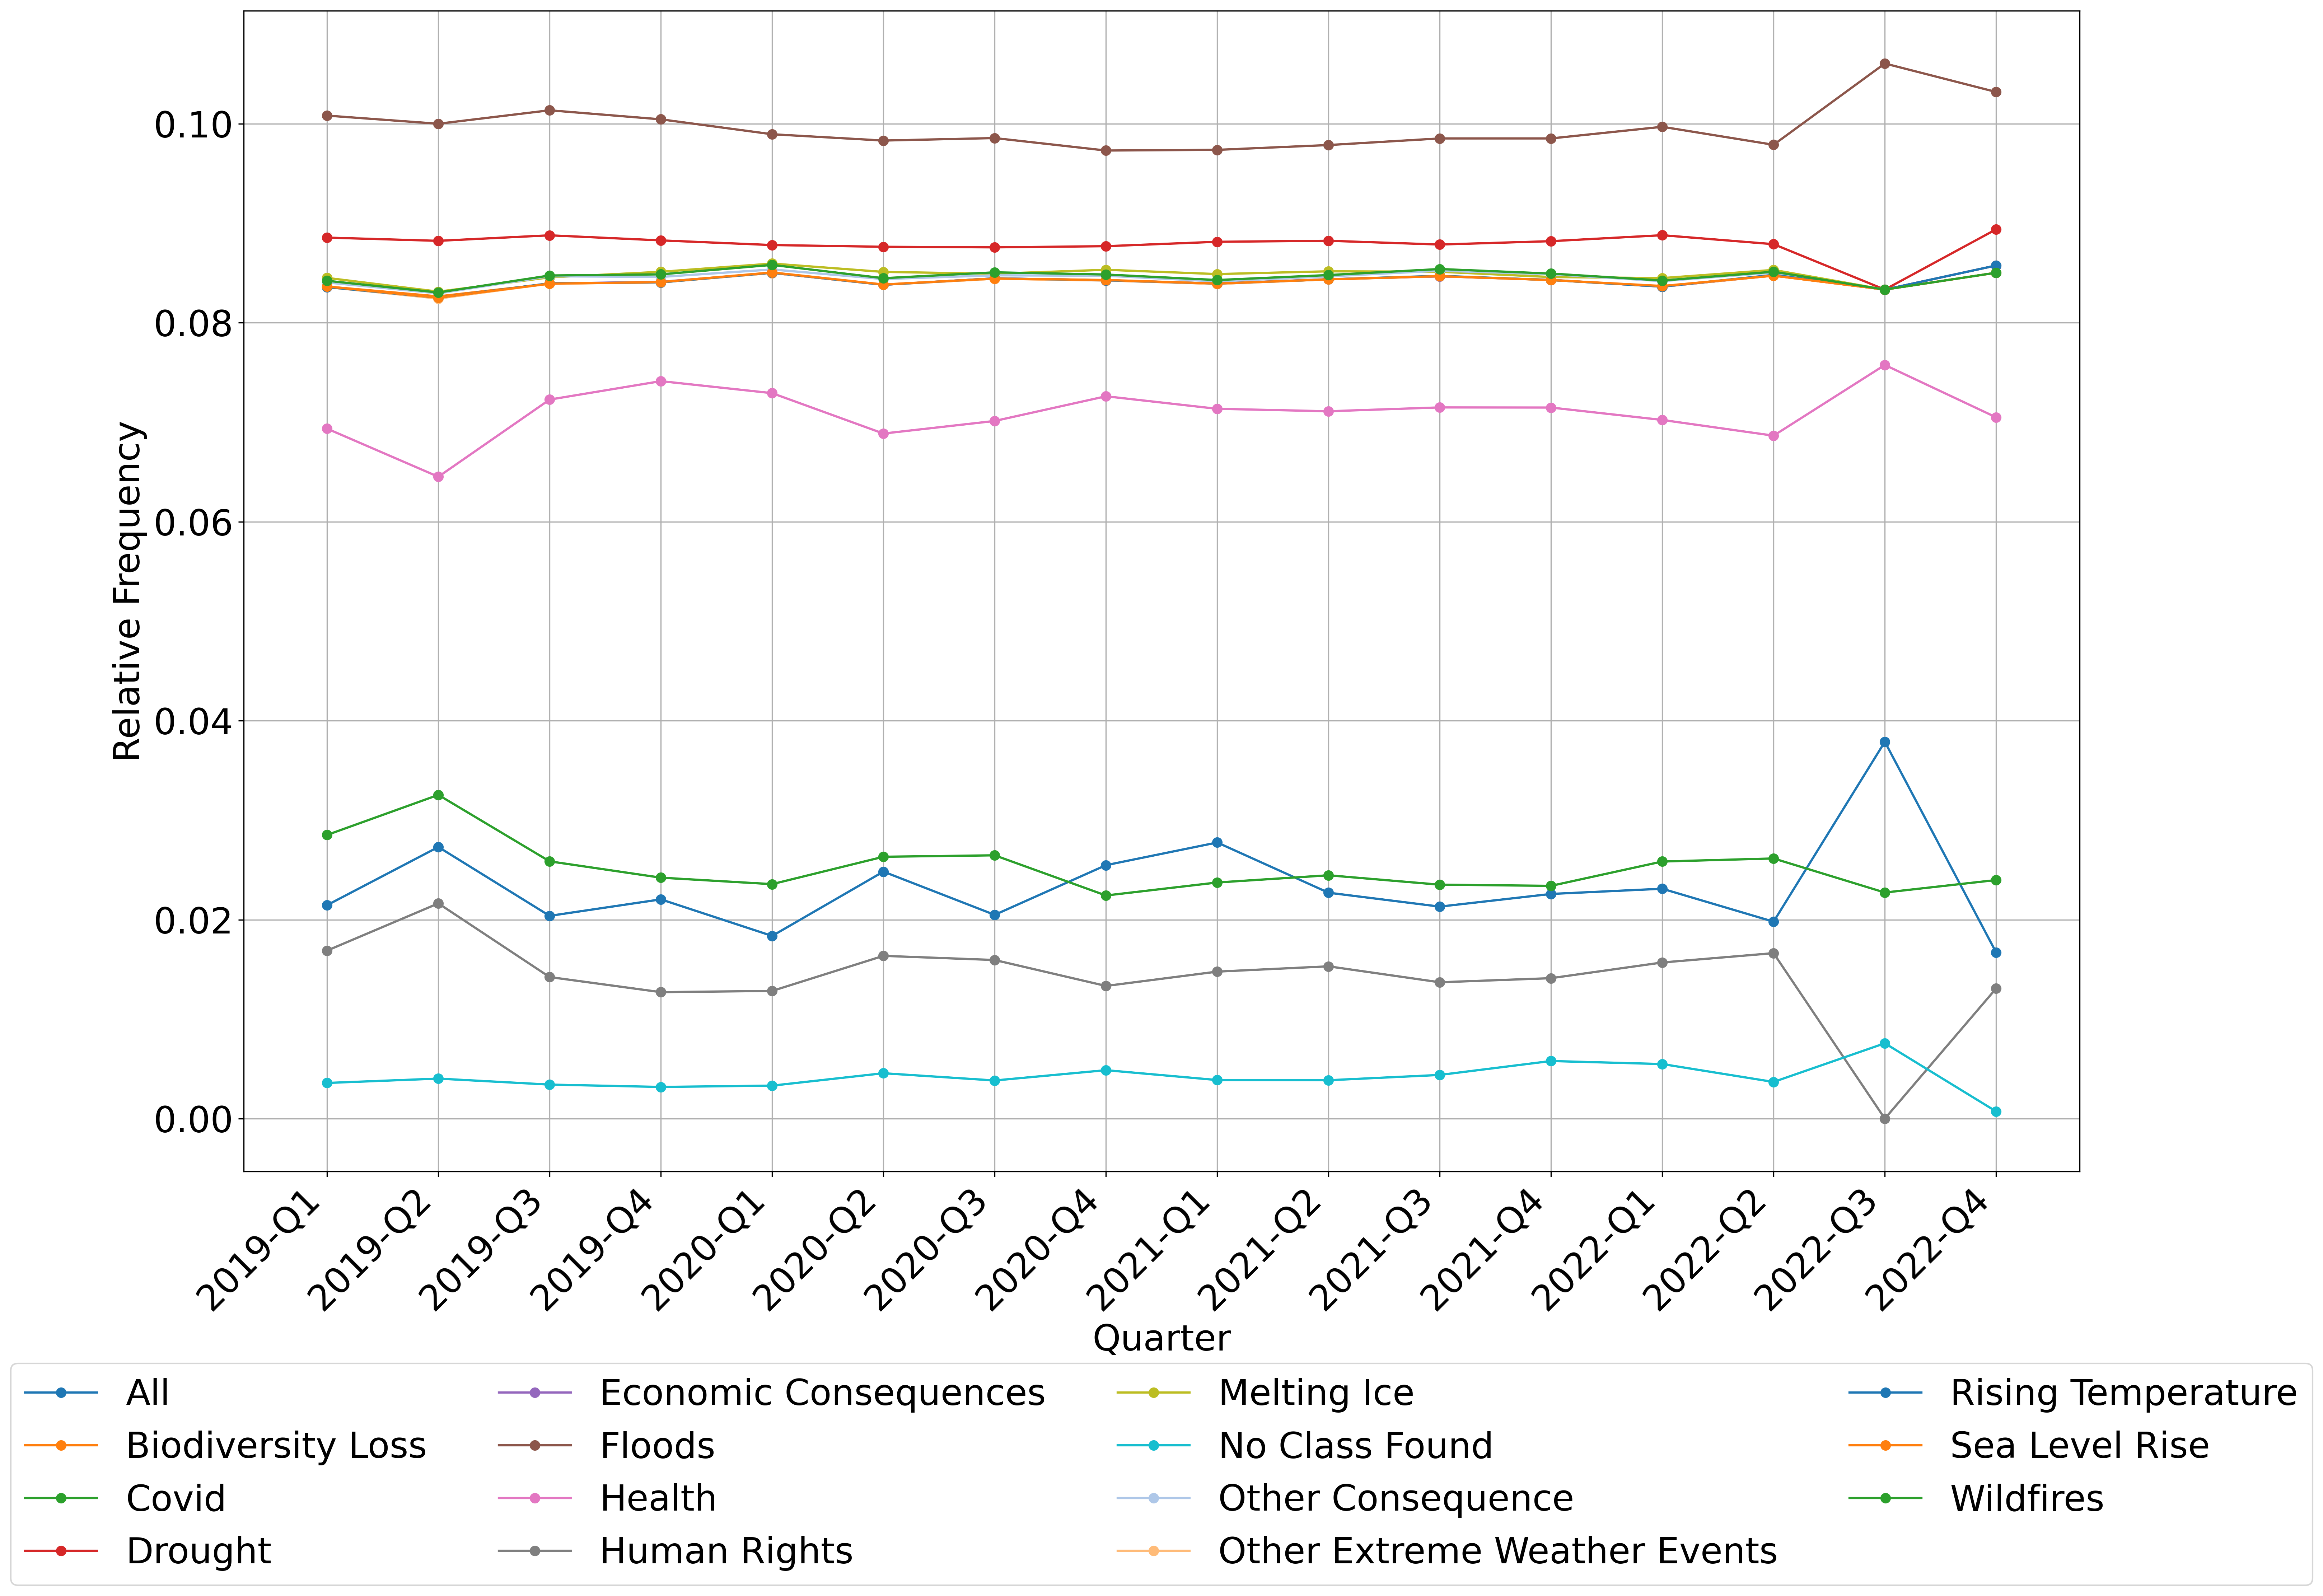 0.10
0.08
0.06
0.04
0.02
0.00
Relative Frequency
2019-Q1
2019-Q2
2019-Q3
2019-Q4
2020-Q1
2020-Q2
2020-Q3
2020-Q4
2021-Q1
2021-Q2
2021-Q3
2021-Q4
2022-Q1
2022-Q2
2022-Q3
2022-Q4
Quarter
All
Biodiversity Loss
Covid
Drought
Economic Consequences
Floods
Health
Human Rights
Melting Ice
No Class Found
Other Consequence
Other Extreme Weather Events
Rising Temperature
Sea Level Rise
Wildfires